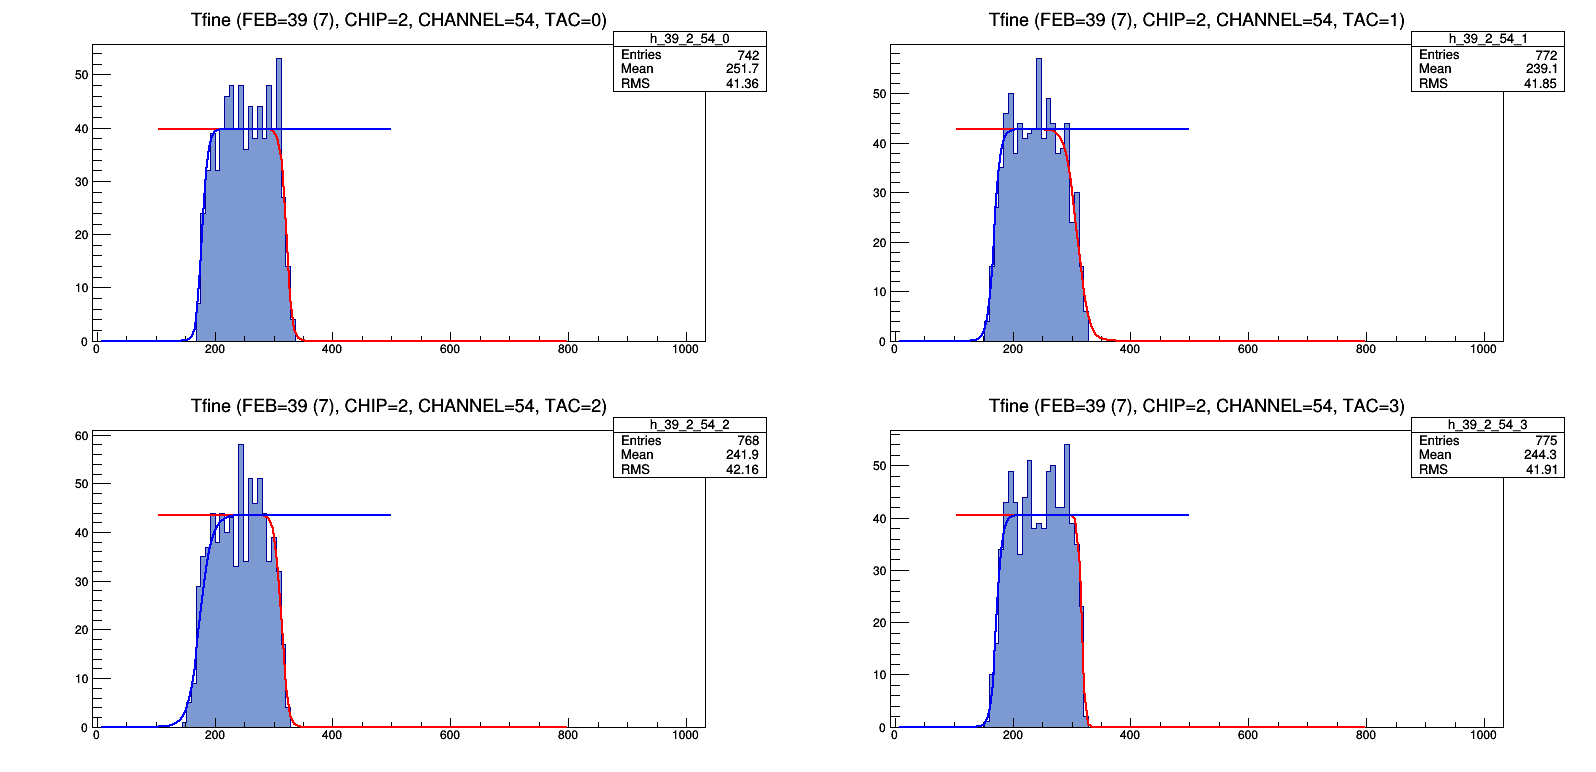 Tfine (FEB=39 (7), CHIP=2, CHANNEL=54, TAC=0)
h_39_2_54_0
Entries 742
Mean 251.7
RMS 41.36
50
40
30
20
10
0
0 200 400 600 800 1000
Tfine (FEB=39 (7), CHIP=2, CHANNEL=54, TAC=1)
h_39_2_54_1
Entries 772
Mean 239.1
RMS 41.85
50
40
30
20
10
0
0 200 400 600 800 1000
Tfine (FEB=39 (7), CHIP=2, CHANNEL=54, TAC=2)
h_39_2_54_2
Entries 768
Mean 241.9
RMS 42.16
60
50
40
30
20
10
0
0 200 400 600 800 1000
Tfine (FEB=39 (7), CHIP=2, CHANNEL=54, TAC=3)
h_39_2_54_3
Entries 775
Mean 244.3
RMS 41.91
50
40
30
20
10
0
0 200 400 600 800 1000